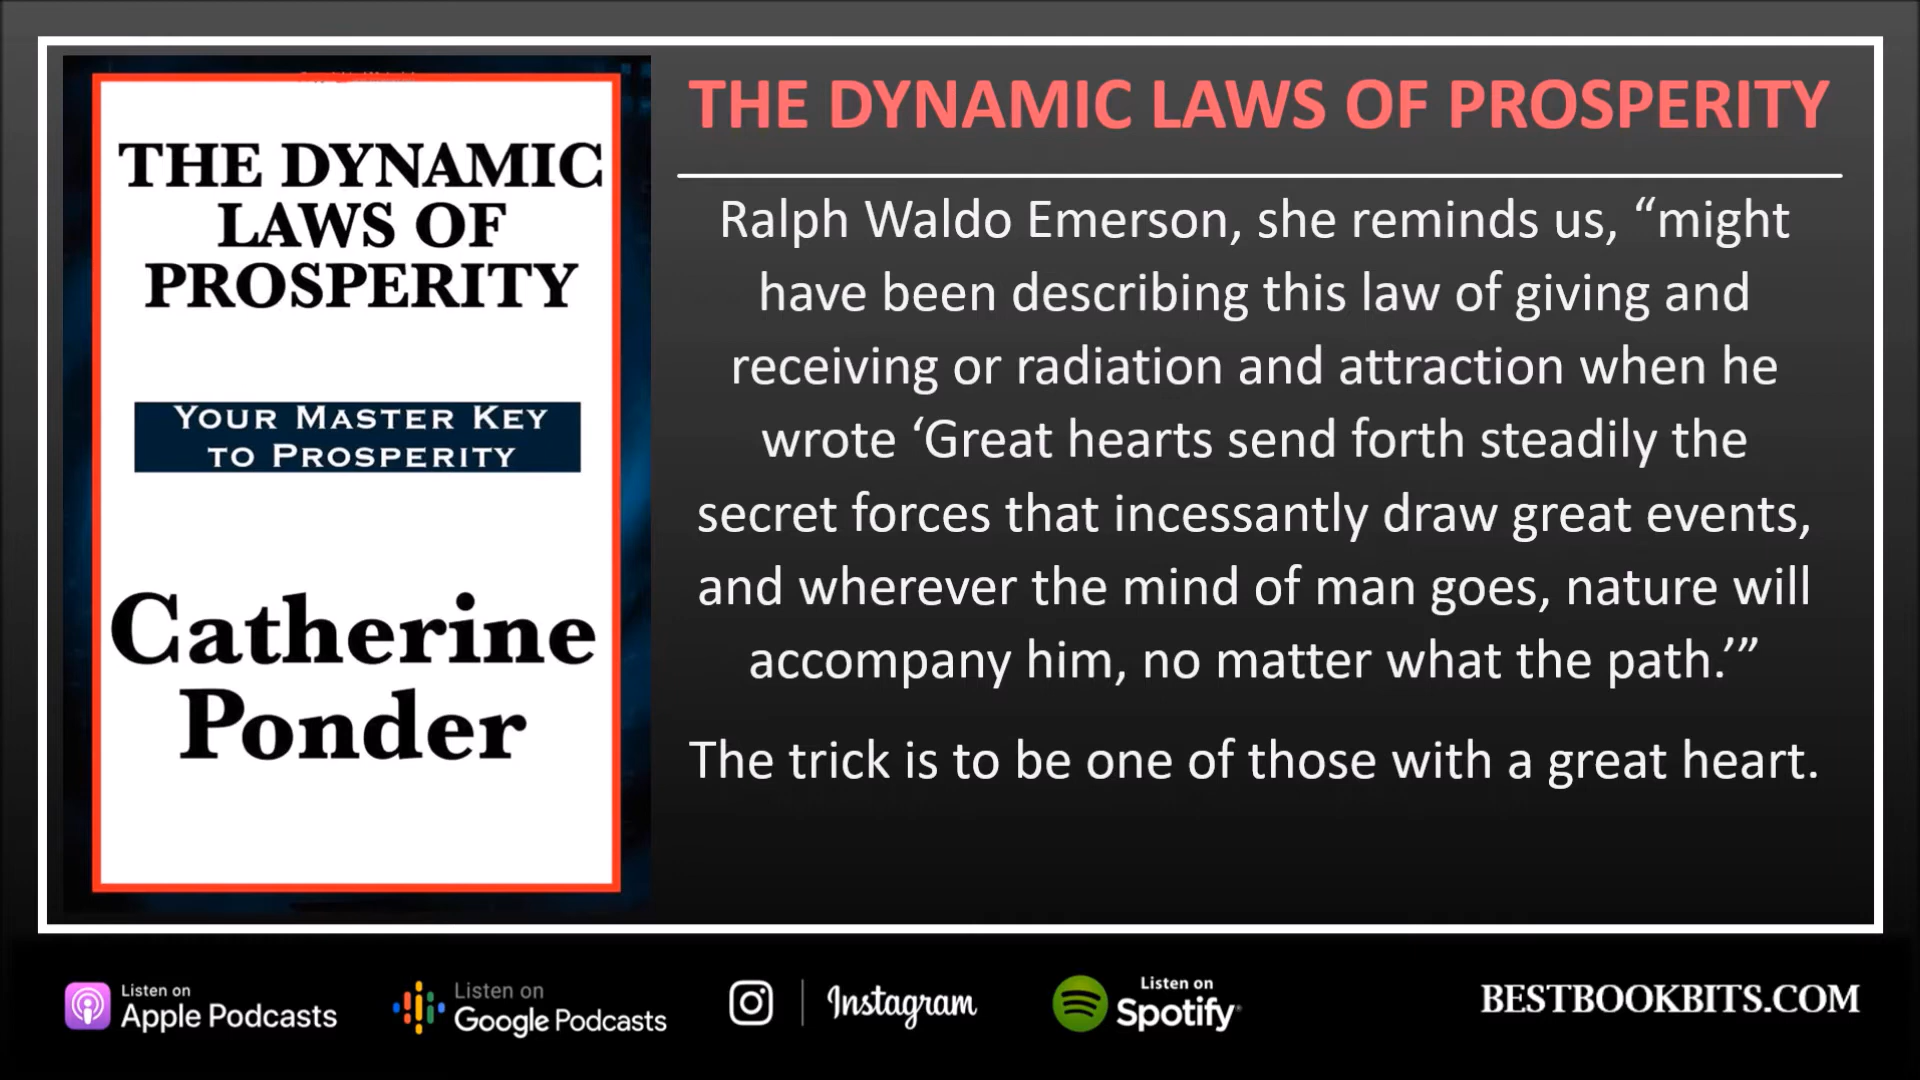 THE DYNAMIC
LAWS OF
PROSPERITY
YOUR MASTER KEY
TO PROSPERITY
Catherine
Ponder
THE DYNAMIC LAWS OF PROSPERITY
Ralph Waldo Emerson, she reminds us, “might
have been describing this law of giving and
receiving or radiation and attraction when he
wrote ‘Great hearts send forth steadily the
secret forces that incessantly draw great events,
and wherever the mind of man goes, nature will
accompany him, no matter what the path.’”
The trick is to be one of those with a great heart.
Listen on
Apple Podcasts
Listen on
Google Podcasts
Instagram
Listen on
Spotify
BESTBOOKBITS.COM